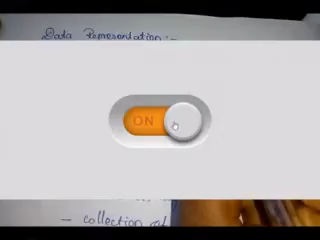 Data Representation:-
ON
- collection of